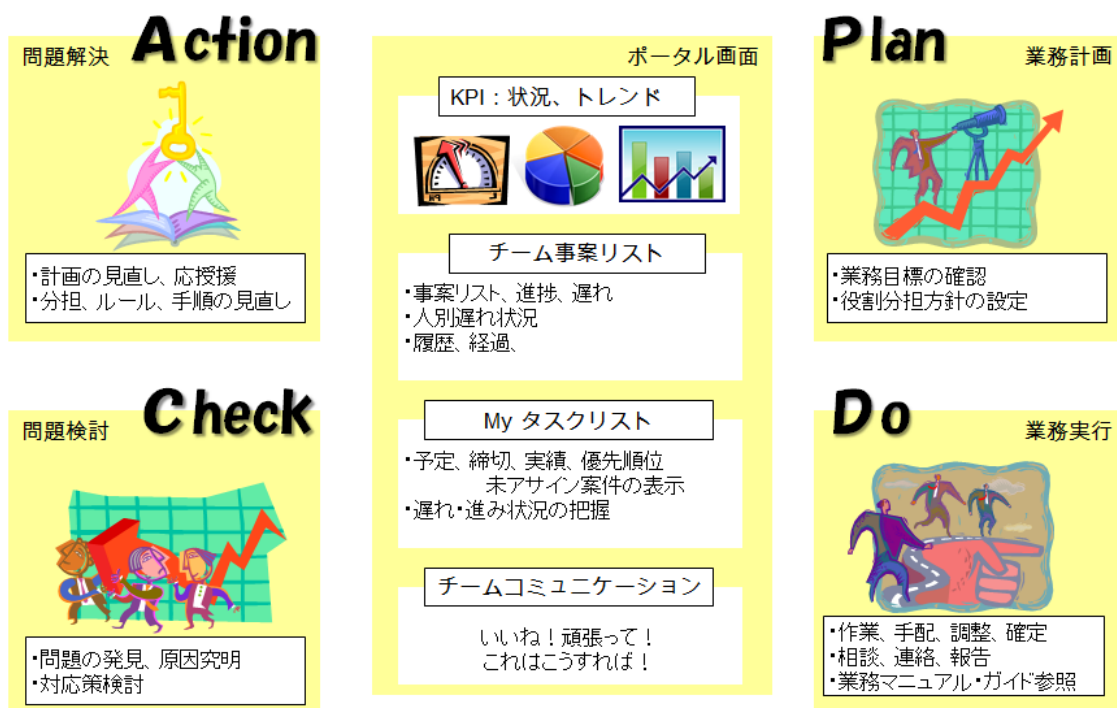 問題解決 Action
・計画の見直し、応授援
・分担、ルール、手順の見直し
ポータル画面
KPI：状況、トレンド
チーム事案リスト
・事案リスト、進捗、遅れ
・人別遅れ状況
・履歴、経過、
My タスクリスト
・予定、締切、実績、優先順位
未アサイン案件の表示
・遅れ・進み状況の把握
チームコミュニケーション
いいね！頑張って！
これはこうすれば！
Plan 業務計画
・業務目標の確認
・役割分担方針の設定
問題検討 Check
・問題の発見、原因究明
・対応策検討
Do 業務実行
・作業、手配、調整、確定
・相談、連絡、報告
・業務マニュアル・ガイド参照